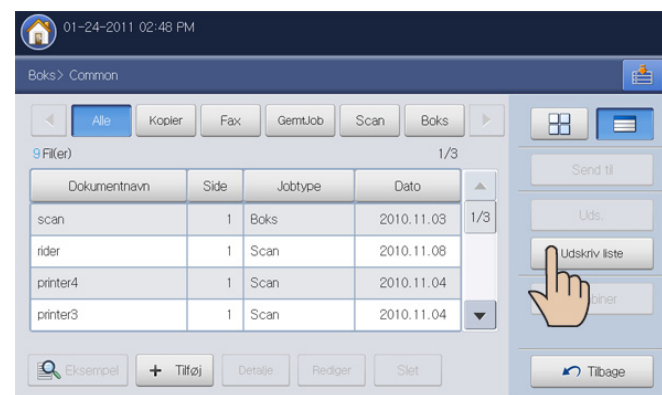 01-24-2011 02:48 PM
Boks> Common
Alle Kopier Fax GemtJob Scan Boks
9 Fil(er) 1/3
Dokumentnavn Side Jobtype Dato
scan 1 Boks 2010.11.03 1/3
rider 1 Scan 2010.11.08
printer4 1 Scan 2010.11.04
printer3 1 Scan 2010.11.04
Eksempel + Tilføj Detalje Rediger Slet
Send til
Uds.
Udskriv liste
Tilbage